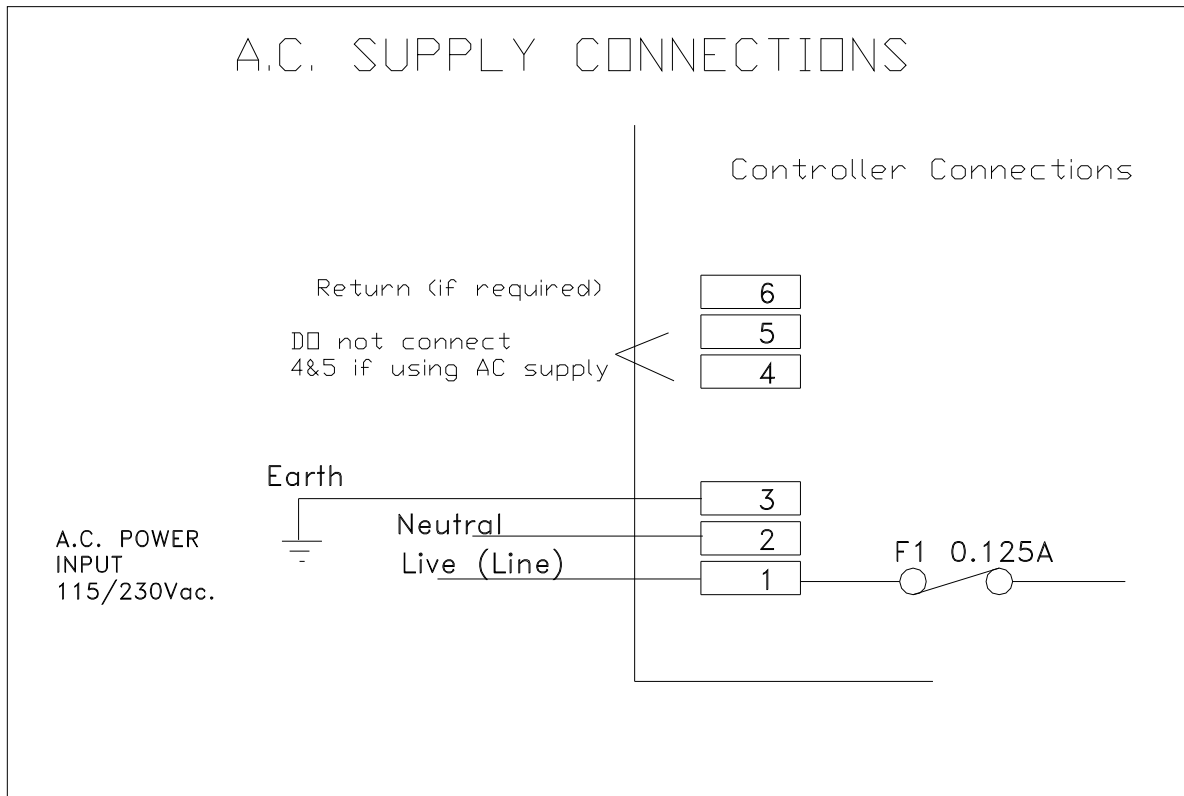 A.C. SUPPLY CONNECTIONS
Controller Connections
Return (if required)
6
DO not connect
4&5 if using AC supply
5
4
Earth
3
Neutral
2
Live (Line)
1
A.C. POWER
INPUT
115/230Vac.
F1 0.125A